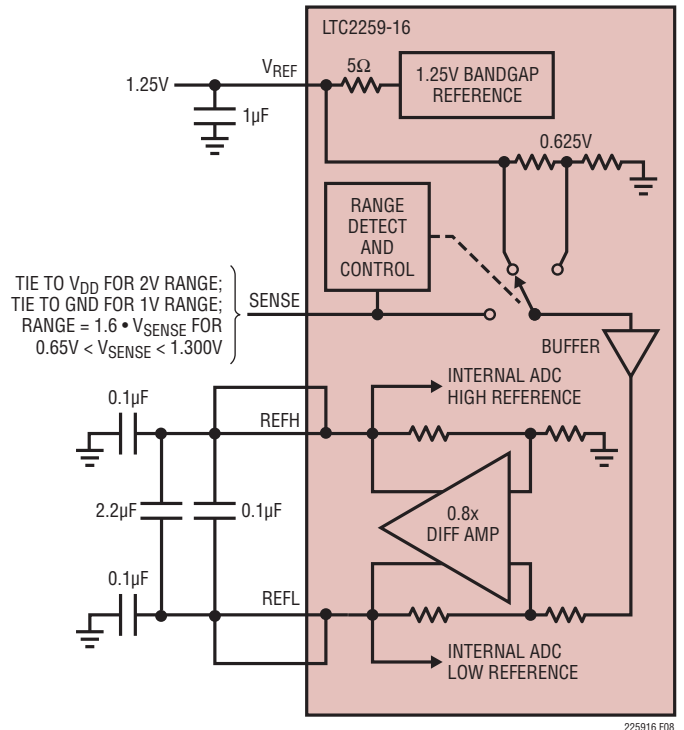 LTC2259-16
VREF
5Ω
1.25V BANDGAP
REFERENCE
1.25V
1µF
0.625V
RANGE
DETECT
AND
CONTROL
TIE TO VDD FOR 2V RANGE;
TIE TO GND FOR 1V RANGE;
RANGE = 1.6 • VSENSE FOR
0.65V < VSENSE < 1.300V
SENSE
BUFFER
INTERNAL ADC
HIGH REFERENCE
0.1µF
REFH
2.2µF
0.1µF
0.8x
DIFF AMP
0.1µF
REFL
INTERNAL ADC
LOW REFERENCE
225916 F08